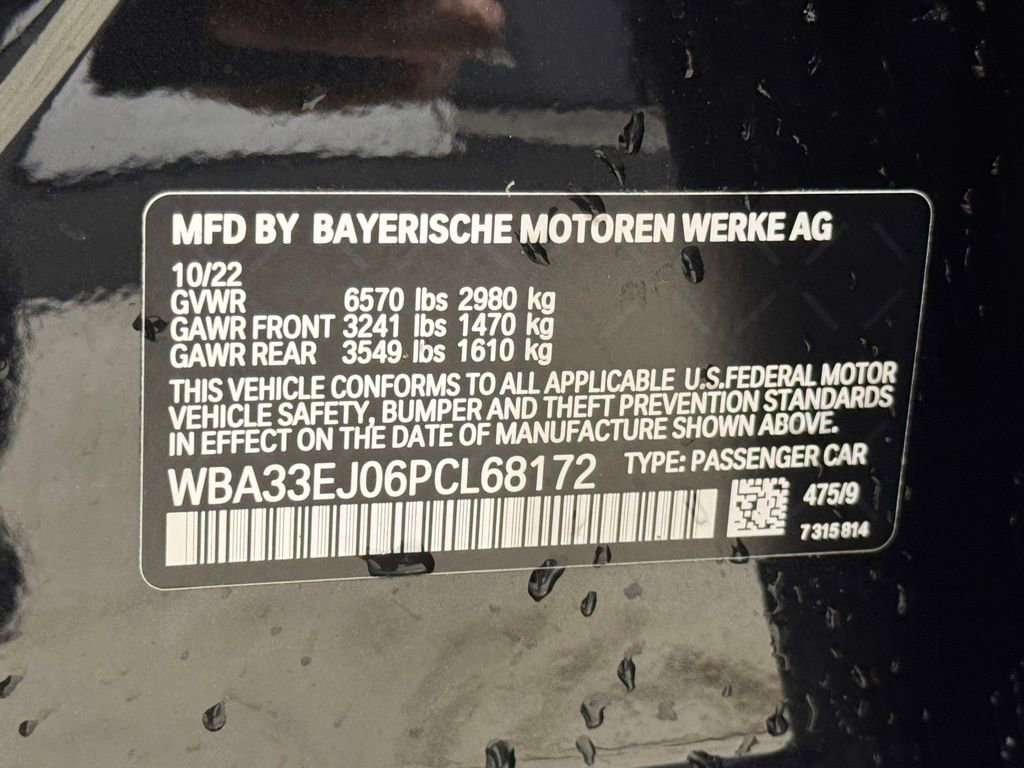 MFD BY BAYERISCHE MOTOREN WERKE AG
10/22
GVWR 6570 lbs 2980 kg
GAWR FRONT 3241 lbs 1470 kg
GAWR REAR 3549 lbs 1610 kg
THIS VEHICLE CONFORMS TO ALL APPLICABLE U.S.FEDERAL MOTOR
VEHICLE SAFETY, BUMPER AND THEFT PREVENTION STANDARDS
IN EFFECT ON THE DATE OF MANUFACTURE SHOWN ABOVE.
WBA33EJ06PCL68172 TYPE: PASSENGER CAR
475/9
7315814